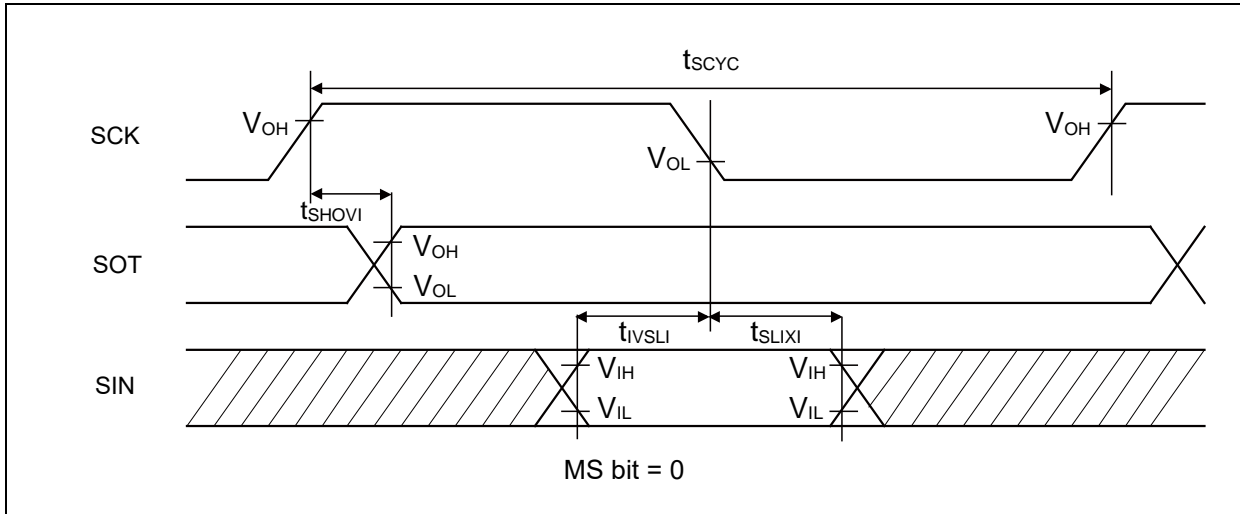 tSCYC
SCK
VOH
VOL
VOH
tSHOVI
SOT
VOH
VOL
tIVSLI
tSLIXI
SIN
VIH
VIL
VIH
VIL
MS bit = 0